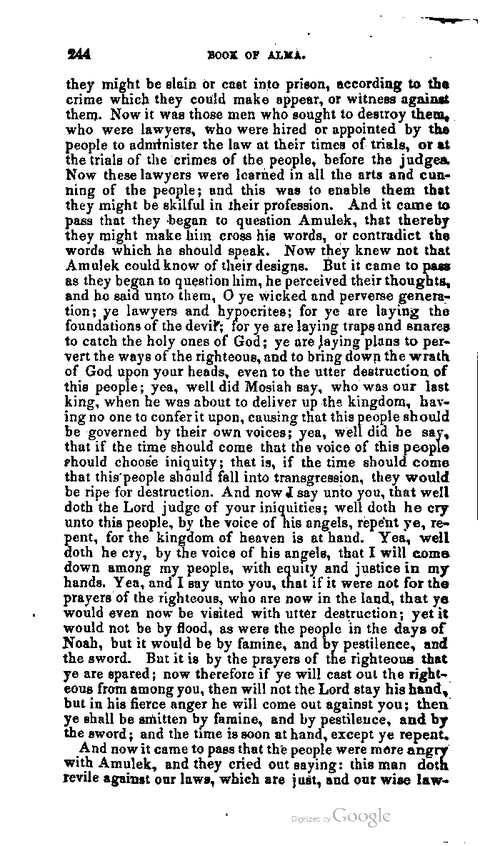 244 BOOK OF ALMA.
they might be slain or cast into prison, according to the
crime which they could make appear, or witness against
them. Now it was those men who sought to destroy them,
who were lawyers, who were hired or appointed by the
people to administer the law at their times of trials, or at
the trials of the crimes of the people, before the judges.
Now these lawyers were learned in all the arts and cun-
ning of the people; and this was to enable them that
they might be skilful in their profession. And it came to
pass that they began to question Amulek, that thereby
they might make him cross his words, or contradict the
words which he should speak. Now they knew not that
Amulek could know of their designs. But it came to pass
as they began to question him, he perceived their thoughts,
and he said unto them, O ye wicked and perverse genera-
tion; ye lawyers and hypocrites; for ye are laying the
foundations of the devil; for ye are laying traps and snares
to catch the holy ones of God; ye are laying plans to per-
vert the ways of the righteous, and to bring down the wrath
of God upon your heads, even to the utter destruction of
this people; yea, well did Mosiah say, who was our last
king, when he was about to deliver up the kingdom, hav-
ing no one to confer it upon, causing that this people should
be governed by their own voices; yea, well did he say,
that if the time should come that the voice of this people
should choose iniquity; that is, if the time should come
that this people should fall into transgression, they would
be ripe for destruction. And now I say unto you, that well
doth the Lord judge of your iniquities; well doth he cry
unto this people, by the voice of his angels, repent ye, re-
pent, for the kingdom of heaven is at hand. Yea, well
doth he cry, by the voice of his angels, that I will come
down among my people, with equity and justice in my
hands. Yea, and I say unto you, that if it were not for the
prayers of the righteous, who are now in the land, that ye
would even now be visited with utter destruction; yet it
would not be by flood, as were the people in the days of
Noah, but it would be by famine, and by pestilence, and
the sword. But it is by the prayers of the righteous that
ye are spared; now therefore if ye will cast out the right-
eous from among you, then will not the Lord stay his hand,
but in his fierce anger he will come out against you; then
ye shall be smitten by famine, and by pestilence, and by
the sword; and the time is soon at hand, except ye repent.
And now it came to pass that the people were more angry
with Amulek, and they cried out saying: this man doth
revile against our laws, which are just, and our wise law-
Digitized by Google